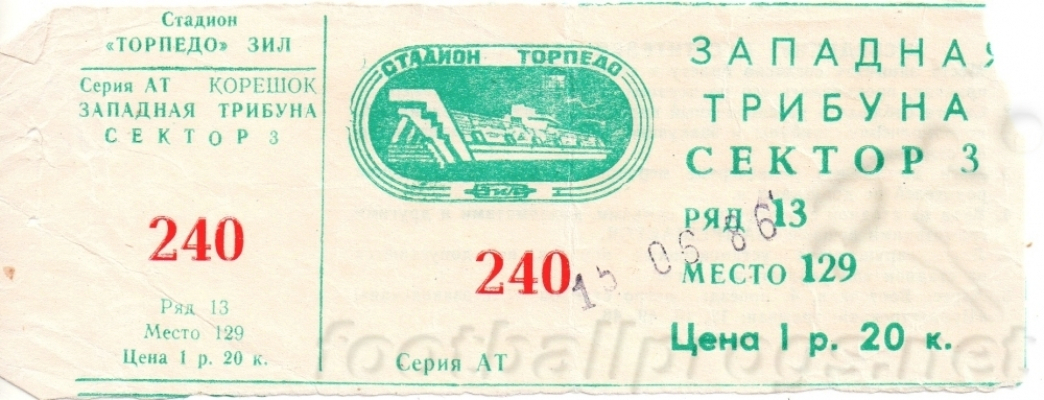 Стадион
«ТОРПЕДО» ЗИЛ
Серия АТ КОРЕШОК
ЗАПАДНАЯ ТРИБУНА
СЕКТОР 3
240
Ряд 13
Место 129
Цена 1 р. 20 к.
СТАДИОН ТОРПЕДО
ЗИЛ
240
Серия АТ
ЗАПАДНАЯ
ТРИБУНА
СЕКТОР 3
РЯД 13
06 86
МЕСТО 129
Цена 1 р. 20 к.
footballprogs.net